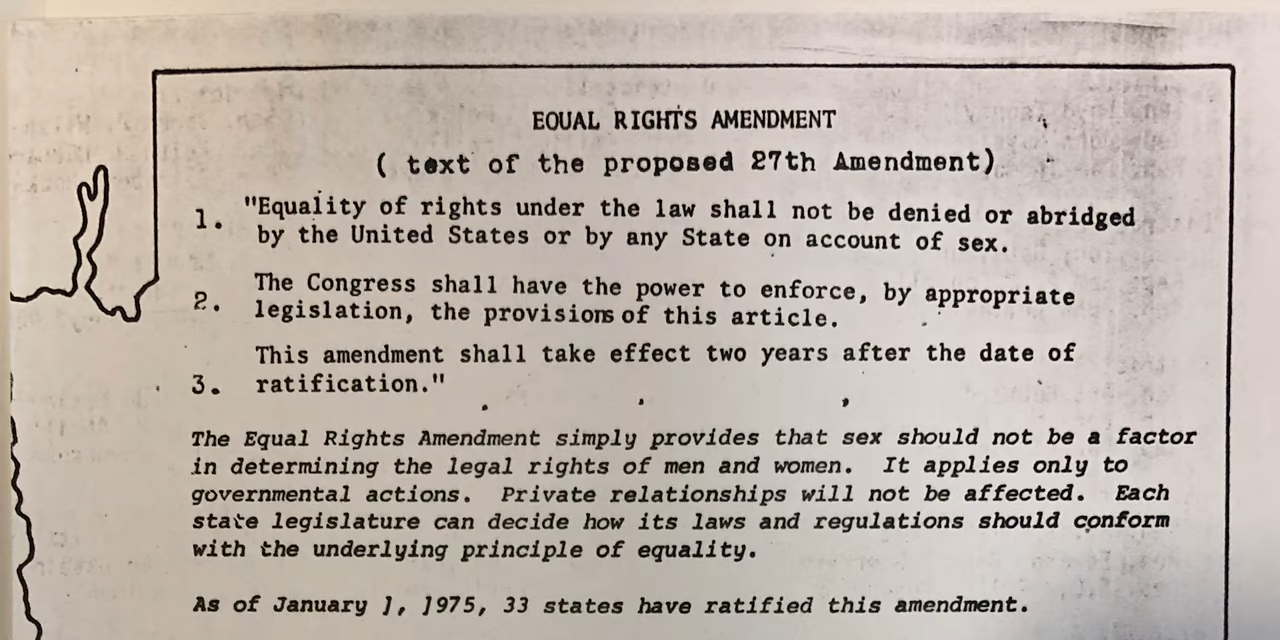 EQUAL RIGHTS AMENDMENT
( text of the proposed 27th Amendment)
1. "Equality of rights under the law shall not be denied or abridged
by the United States or by any State on account of sex.
2. The Congress shall have the power to enforce, by appropriate
legislation, the provisions of this article.
This amendment shall take effect two years after the date of
3. ratification."
The Equal Rights Amendment simply provides that sex should not be a factor
in determining the legal rights of men and women. It applies only to
governmental actions. Private relationships will not be affected. Each
state legislature can decide how its laws and regulations should conform
with the underlying principle of equality.
As of January 1, 1975, 33 states have ratified this amendment.